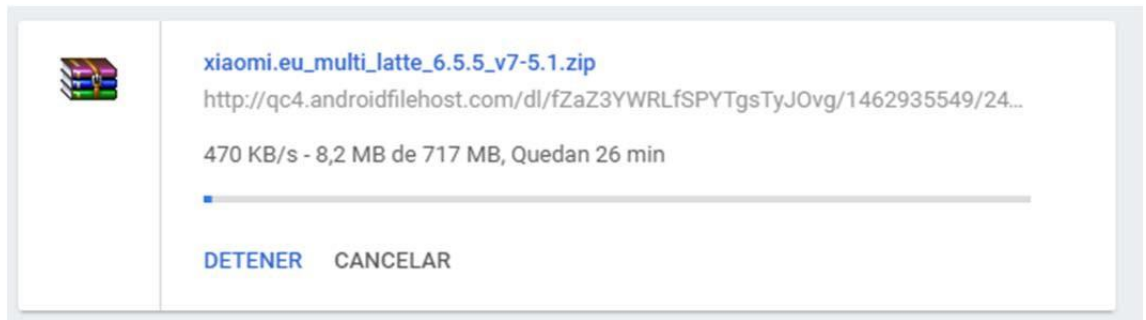 xiaomi.eu_multi_latte_6.5.5_v7-5.1.zip
http://qc4.androidfilehost.com/dl/fZaZ3YWRLfSPYTgsTyJOvg/1462935549/24...
470 KB/s - 8,2 MB de 717 MB, Quedan 26 min
DETENER CANCELAR